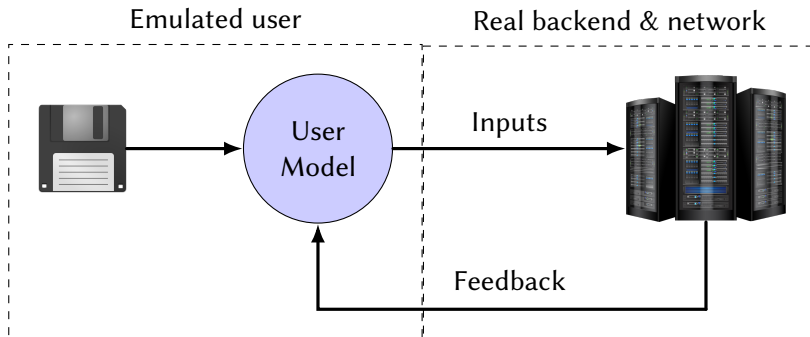 Emulated user
Real backend & network
User
Model
Inputs
Feedback